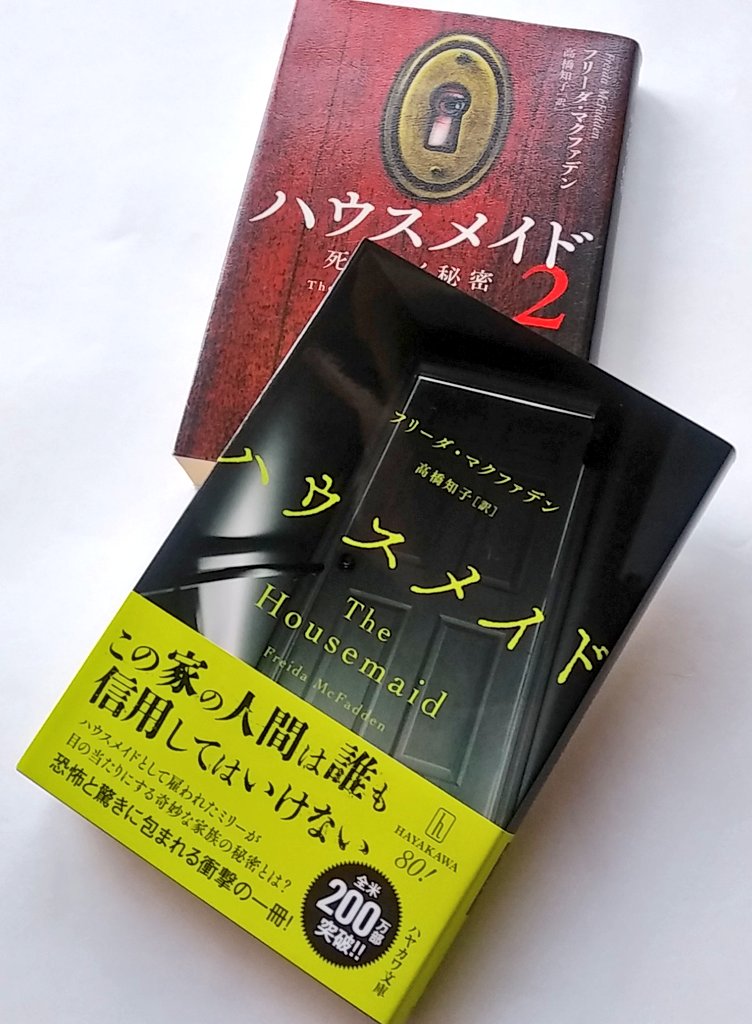 Freida McFadden
フリーダ・マクファデン
高橋知子 訳
ハウスメイド
2
死 秘密
The
フリーダ・マクファデン
高橋知子[訳]
ハウスメイド
The
Housemaid
Freida McFadden
この家の人間は誰も
信用してはいけない
ハウスメイドとして雇われたミリーが
目の当たりにする奇妙な家族の秘密とは?
恐怖と驚きに包まれる衝撃の一冊!
全米
200万部
突破!!
h
HAYAKAWA
80!
ハヤカワ文庫